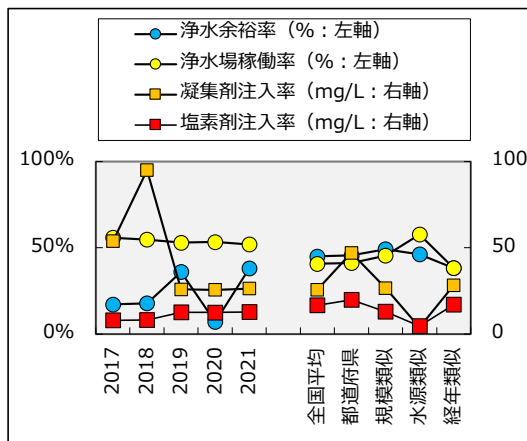 浄水余裕率（%：左軸）
浄水場稼働率（%：左軸）
凝集剤注入率（mg/L：右軸）
塩素剤注入率（mg/L：右軸）
100%
100
50%
50
0%
0
2017
2018
2019
2020
2021
全国平均
都道府県
規模類似
水源類似
経年類似